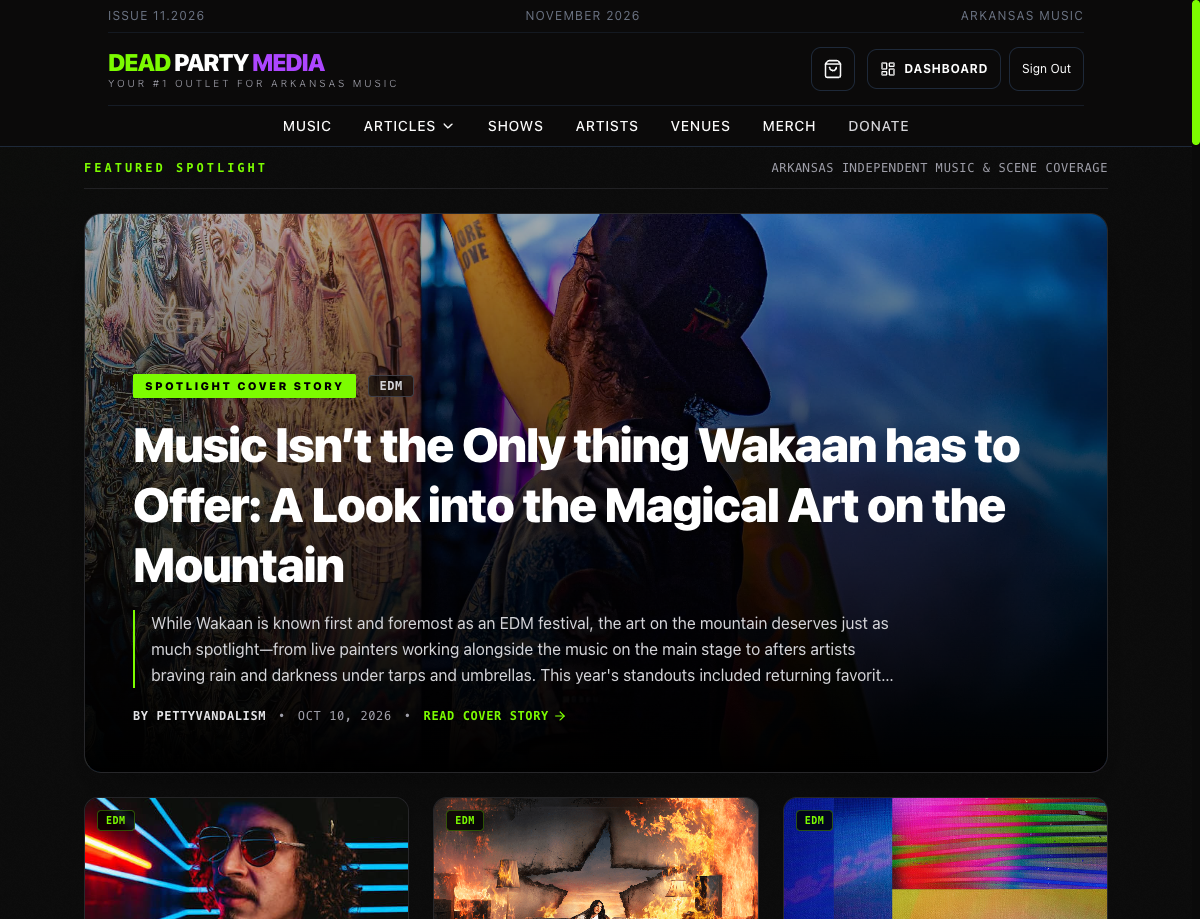 ISSUE 11.2026
NOVEMBER 2026
ARKANSAS MUSIC
DEAD PARTY MEDIA
YOUR #1 OUTLET FOR ARKANSAS MUSIC
DASHBOARD
Sign Out
MUSIC
ARTICLES
SHOWS
ARTISTS
VENUES
MERCH
DONATE
FEATURED SPOTLIGHT
ARKANSAS INDEPENDENT MUSIC & SCENE COVERAGE
ORE
OVE
SPOTLIGHT COVER STORY
EDM
Music Isn’t the Only thing Wakaan has to
Offer: A Look into the Magical Art on the
Mountain
While Wakaan is known first and foremost as an EDM festival, the art on the mountain deserves just as
much spotlight—from live painters working alongside the music on the main stage to afters artists
braving rain and darkness under tarps and umbrellas. This year's standouts included returning favorit...
BY PETTYVANDALISM • OCT 10, 2026 • READ COVER STORY →
EDM
EDM
EDM